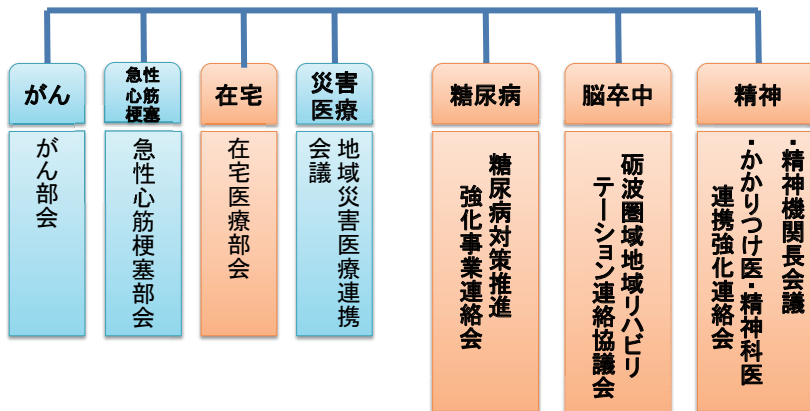 がん
急性
心筋
梗塞
在宅
災害
医療
糖尿病
脳卒中
精神
がん部会
急性心筋梗塞部会
在宅医療部会
地域災害医療連携
会議
糖尿病対策推進
強化事業連絡会
砺波圏域地域リハビリ
テーション連絡協議会
・精神機関長会議
・かかりつけ医・精神科医
連携強化連絡会